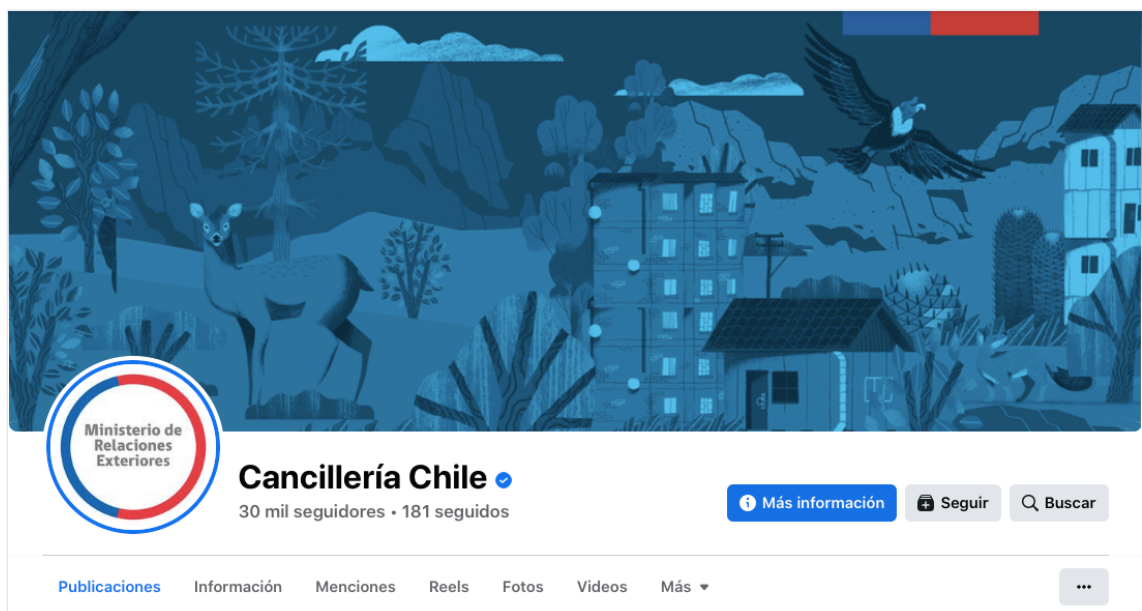 Ministerio de
Relaciones
Exteriores
Cancillería Chile
30 mil seguidores • 181 seguidos
Más información
Seguir
Buscar
Publicaciones
Información
Menciones
Reels
Fotos
Videos
Más